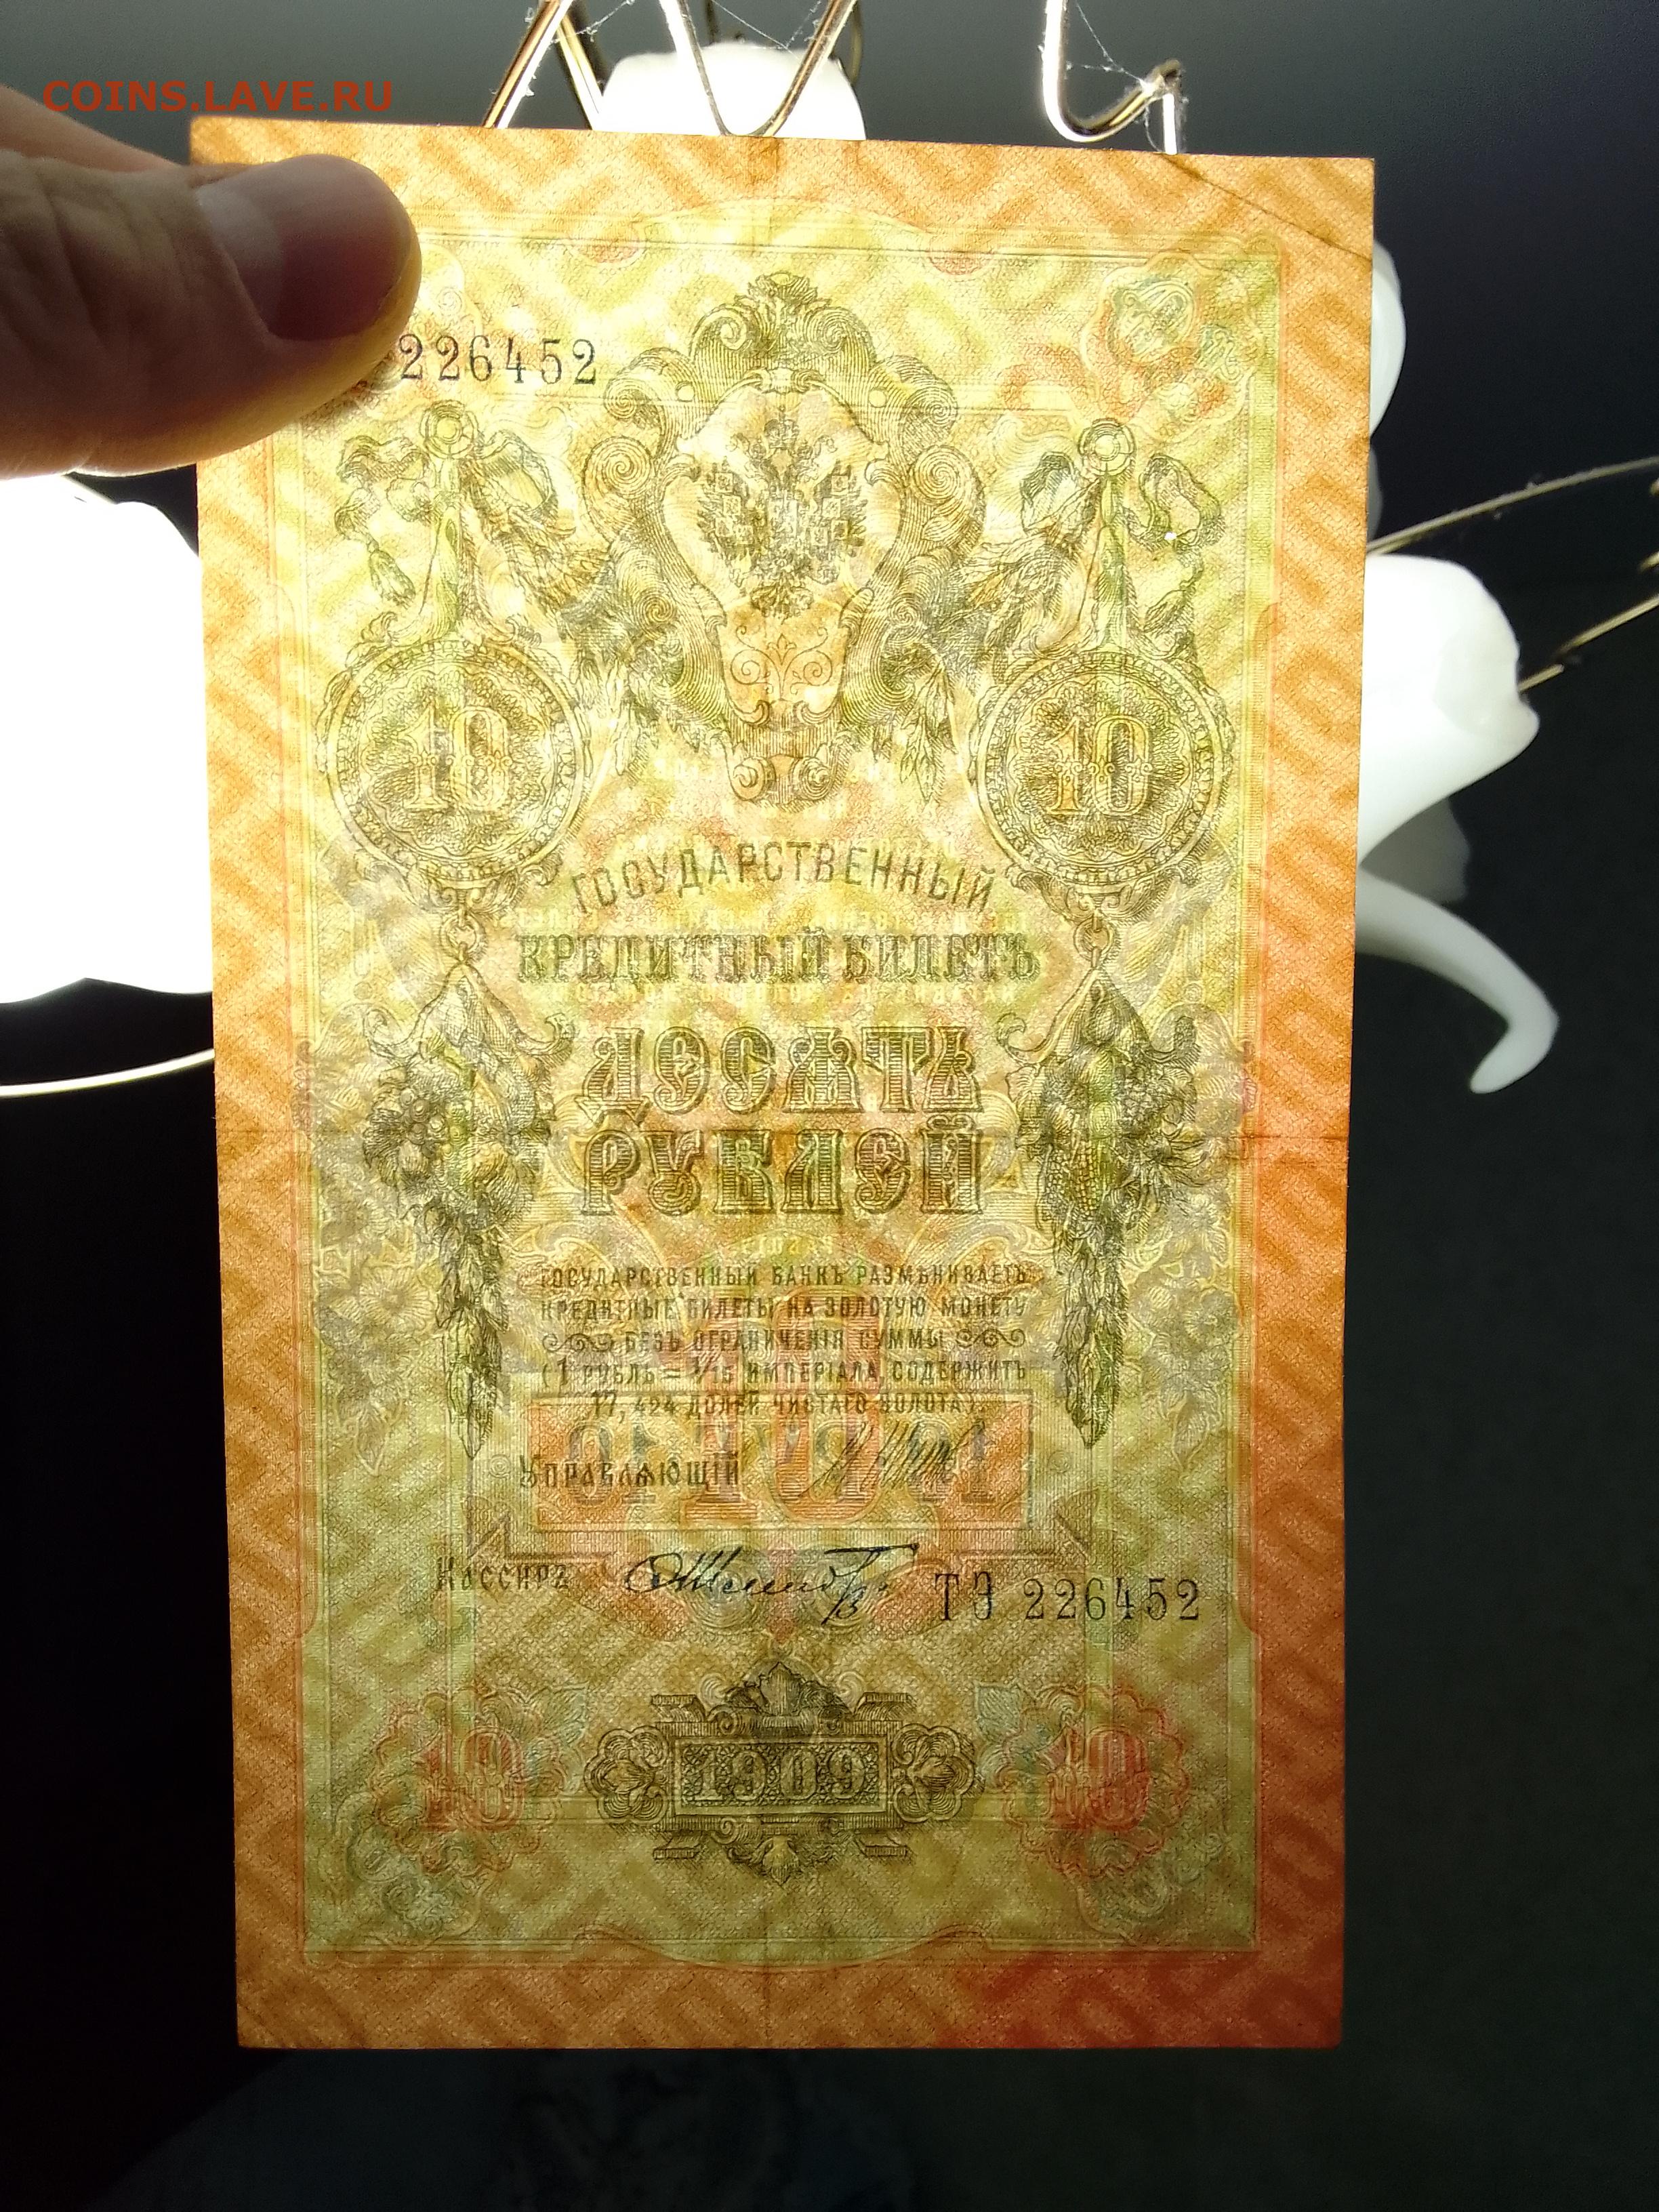 COINS.LAVE.RU
226452
10 10
ГОСУДАРСТВЕННЫЙ
КРЕДИТНЫЙ БИЛЕТЪ
ДЕСЯТЬ
РУБЛЕЙ
ГОСУДАРСТВЕННЫЙ БАНКЪ РАЗМѢНИВАЕТЪ
КРЕДИТНЫЕ БИЛЕТЫ НА ЗОЛОТУЮ МОНЕТУ
БЕЗЪ ОГРАНИЧЕНІЯ СУММЫ
(1 РУБЛЬ = 1/15 ИМПЕРІАЛА, СОДЕРЖИТЪ
17,424 ДОЛЕЙ ЧИСТАГО ЗОЛОТА).
Управляющій
Кассиръ
ТЭ 226452
10 1909 10